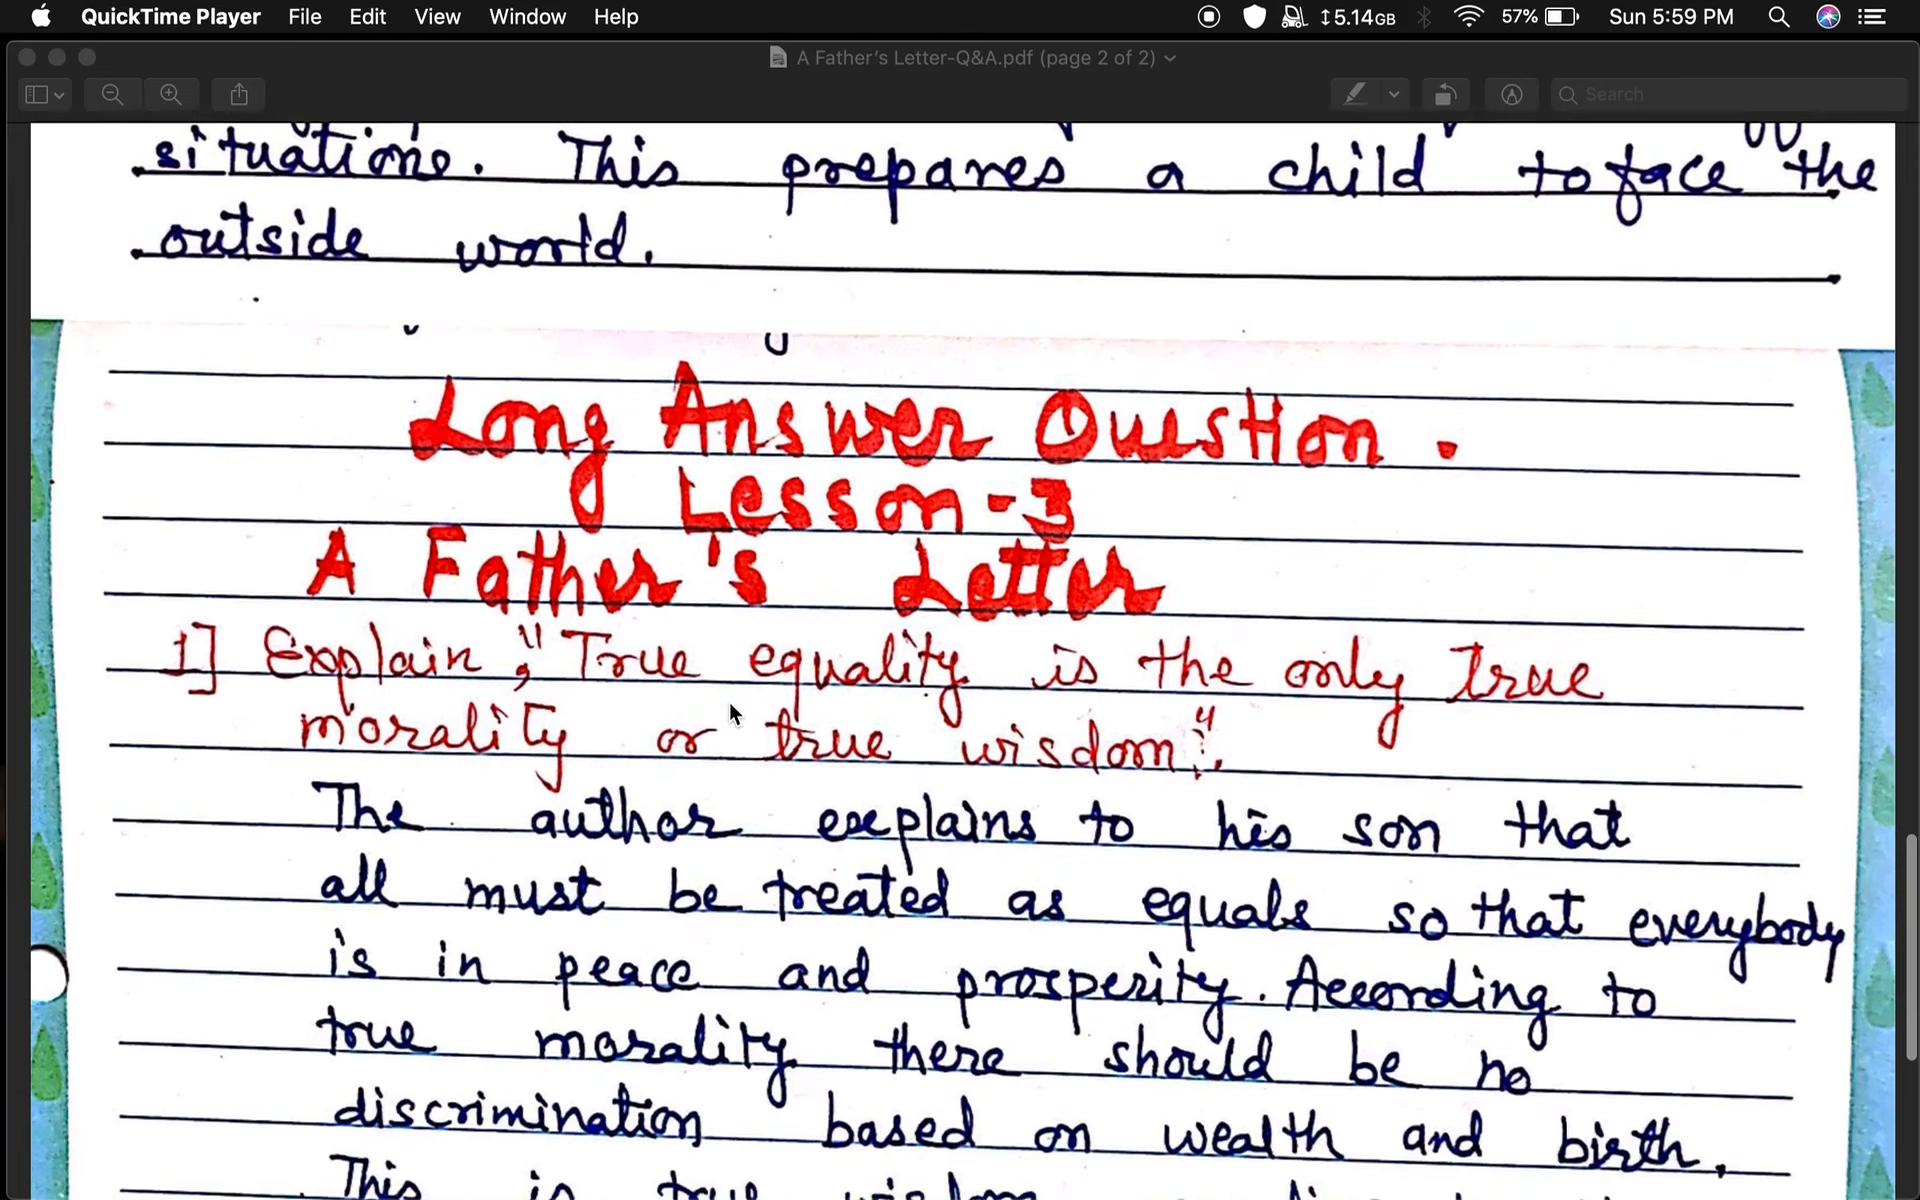 QuickTime Player File Edit View Window Help 5.14GB 57% Sun 5:59 PM
A Father's Letter-Q&A.pdf (page 2 of 2)
Search
situations. This prepares a child to face the
outside world.
Long Answer Question.
Lesson-3
A Father's Letter
1] Explain, "True equality is the only true
morality or true wisdom".
The author explains to his son that
all must be treated as equals so that everybody
is in peace and prosperity. According to
true morality there should be no
discrimination based on wealth and birth.
This is true wisdom